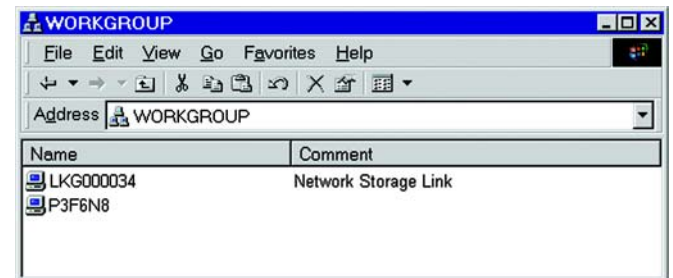 WORKGROUP
File Edit View Go Favorites Help
Address WORKGROUP
Name Comment
LKG000034 Network Storage Link
P3F6N8